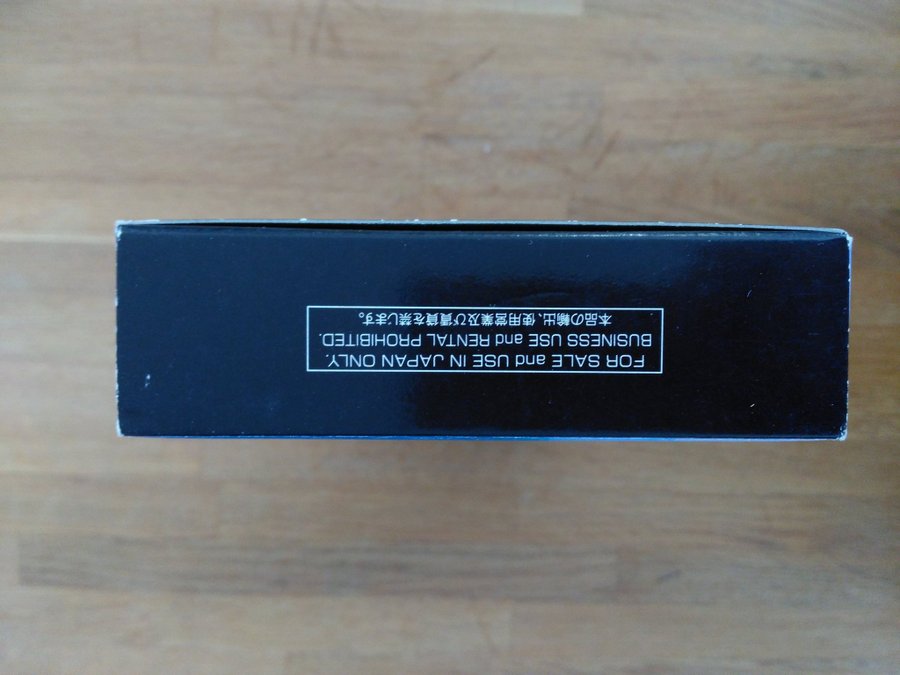 FOR SALE and USE IN JAPAN ONLY.
BUSINESS USE and RENTAL PROHIBITED.
本品の輸出、使用営業及び賃貸を禁じます。